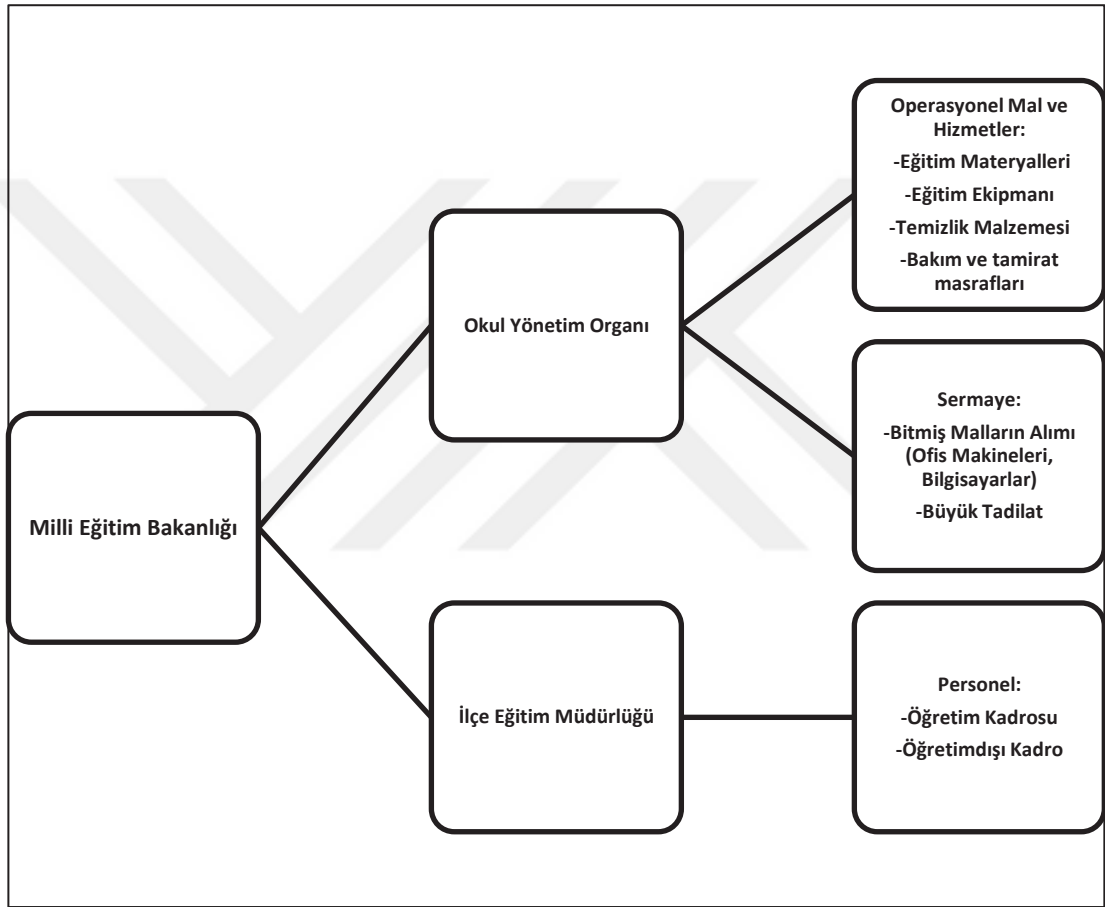 Operasyonel Mal ve
Hizmetler:
-Eğitim Materyalleri
-Eğitim Ekipmanı
-Temizlik Malzemesi
-Bakım ve tamirat
masrafları
Okul Yönetim Organı
Sermaye:
-Bitmiş Malların Alımı
(Ofis Makineleri,
Bilgisayarlar)
-Büyük Tadilat
Milli Eğitim Bakanlığı
İlçe Eğitim Müdürlüğü
Personel:
-Öğretim Kadrosu
-Öğretimdışı Kadro